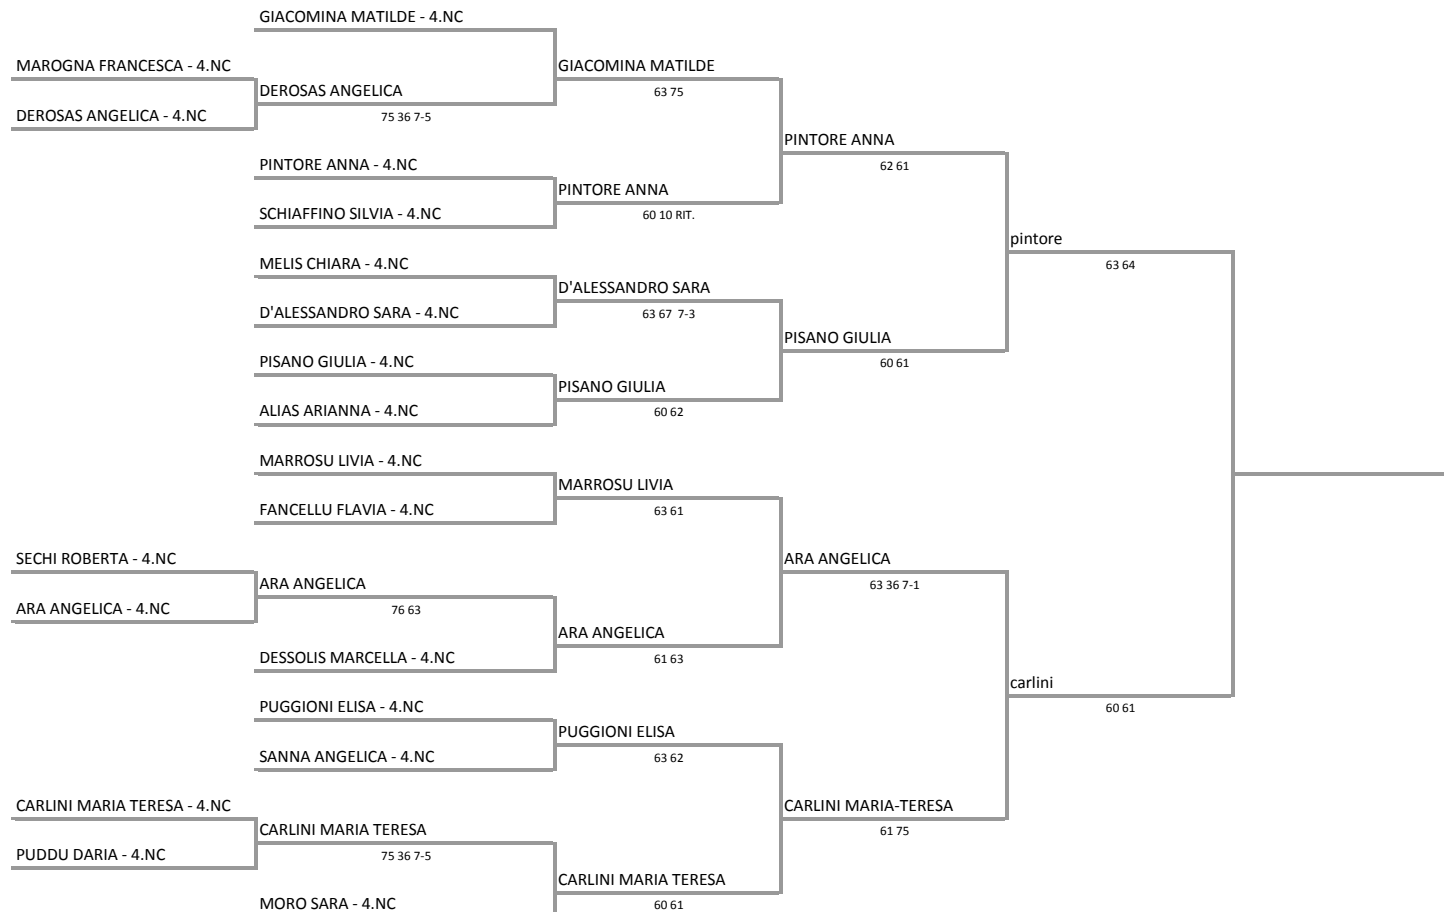 GIACOMINA MATILDE - 4.NC
MAROGNA FRANCESCA - 4.NC
GIACOMINA MATILDE
DEROSAS ANGELICA
63 75
DEROSAS ANGELICA - 4.NC
75 36 7-5
PINTORE ANNA
PINTORE ANNA - 4.NC
62 61
PINTORE ANNA
SCHIAFFINO SILVIA - 4.NC
60 10 RIT.
pintore
MELIS CHIARA - 4.NC
63 64
D'ALESSANDRO SARA
D'ALESSANDRO SARA - 4.NC
63 67  7-3
PISANO GIULIA
PISANO GIULIA - 4.NC
60 61
PISANO GIULIA
ALIAS ARIANNA - 4.NC
60 62
MARROSU LIVIA - 4.NC
MARROSU LIVIA
FANCELLU FLAVIA - 4.NC
63 61
SECHI ROBERTA - 4.NC
ARA ANGELICA
ARA ANGELICA
63 36 7-1
ARA ANGELICA - 4.NC
76 63
ARA ANGELICA
DESSOLIS MARCELLA - 4.NC
61 63
carlini
PUGGIONI ELISA - 4.NC
60 61
PUGGIONI ELISA
SANNA ANGELICA - 4.NC
63 62
CARLINI MARIA TERESA - 4.NC
CARLINI MARIA-TERESA
CARLINI MARIA TERESA
61 75
PUDDU DARIA - 4.NC
75 36 7-5
CARLINI MARIA TERESA
MORO SARA - 4.NC
60 61